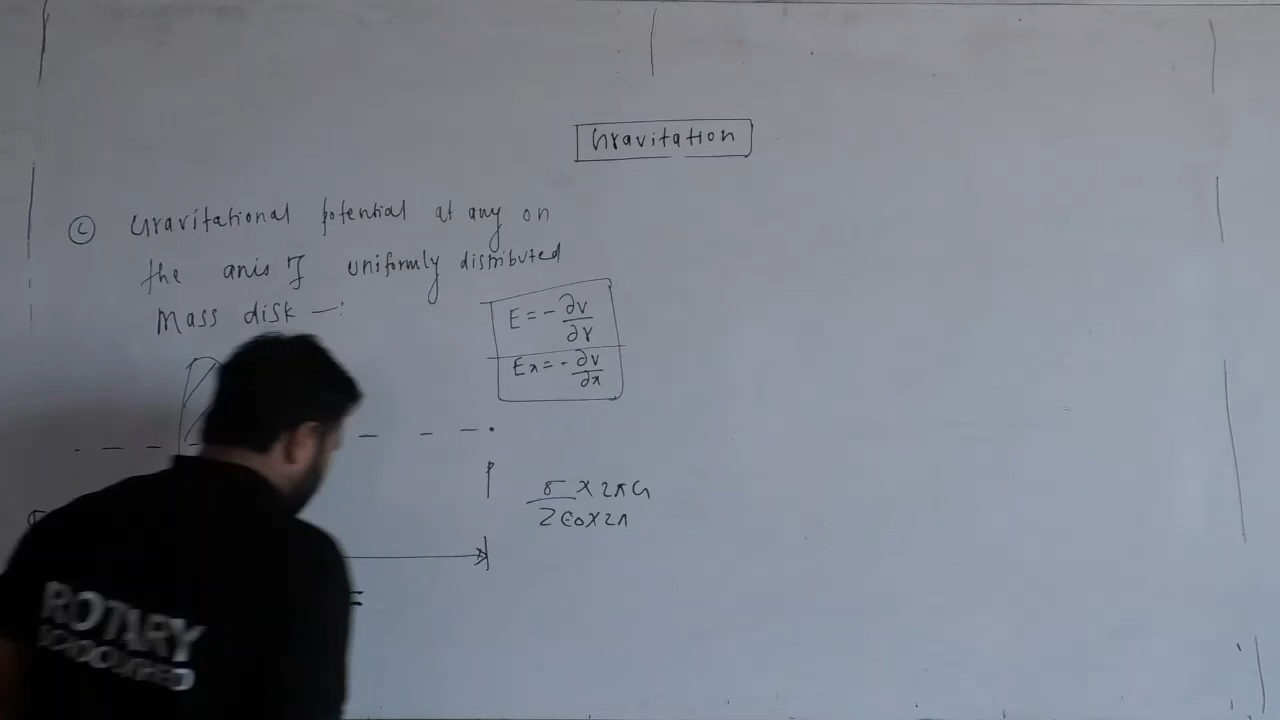 Gravitation
C Gravitational potential at any on
the axis of uniformly distributed
Mass disk —:
E = - ∂v/∂r
Ex = - ∂v/∂x
σ × 2πG
2ε0 × 2π
ROTARY